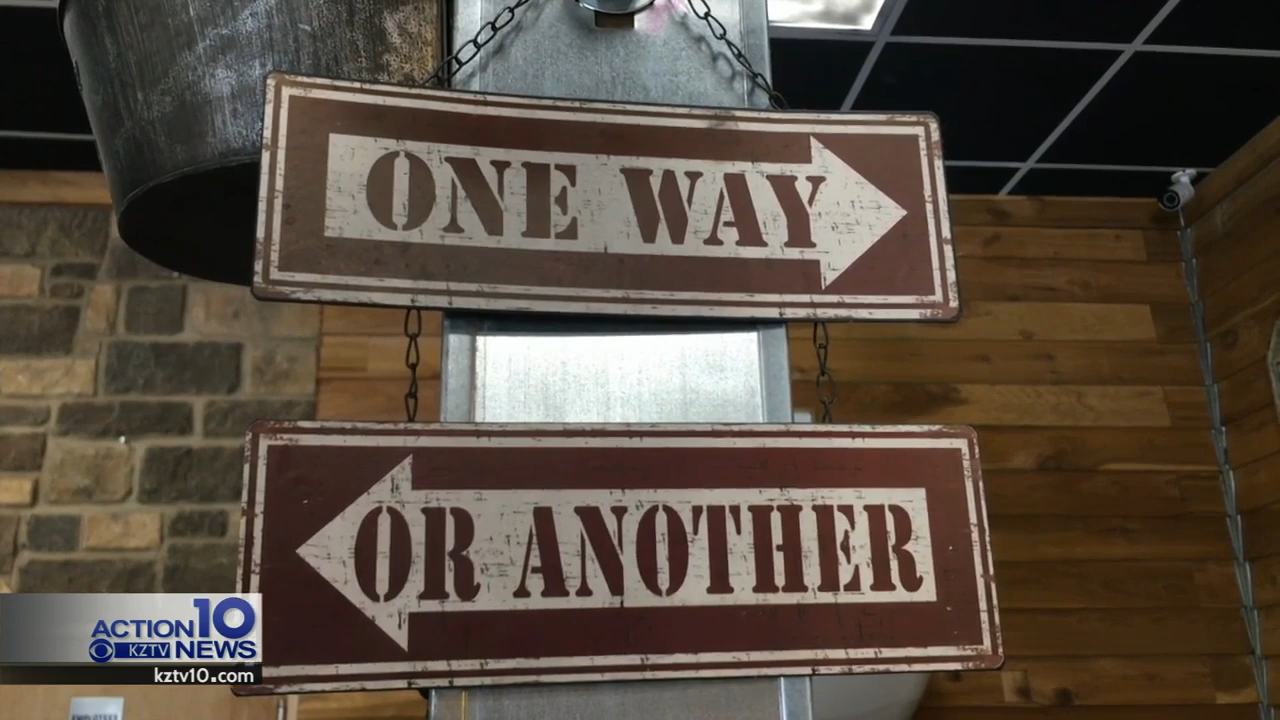 ONE WAY
OR ANOTHER
ACTION 10
KZTV NEWS
kztv10.com